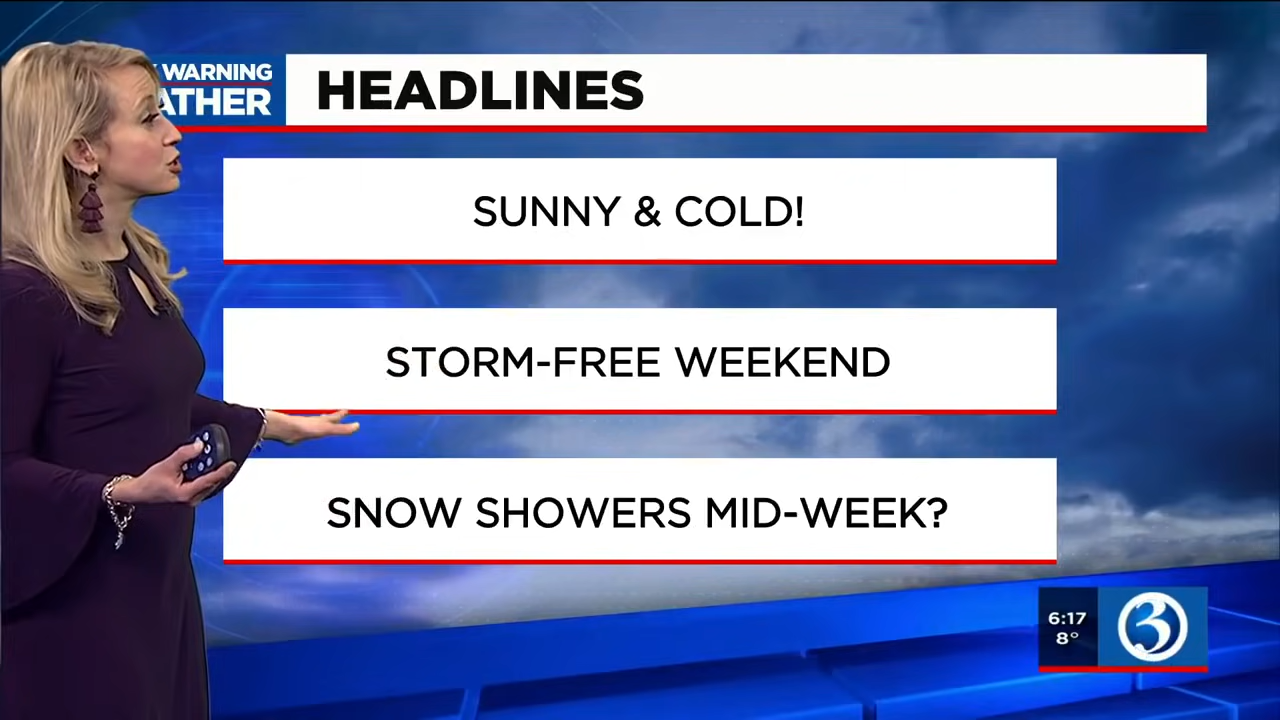 WARNING
ATHER
HEADLINES
SUNNY & COLD!
STORM-FREE WEEKEND
SNOW SHOWERS MID-WEEK?
6:17
8°
3